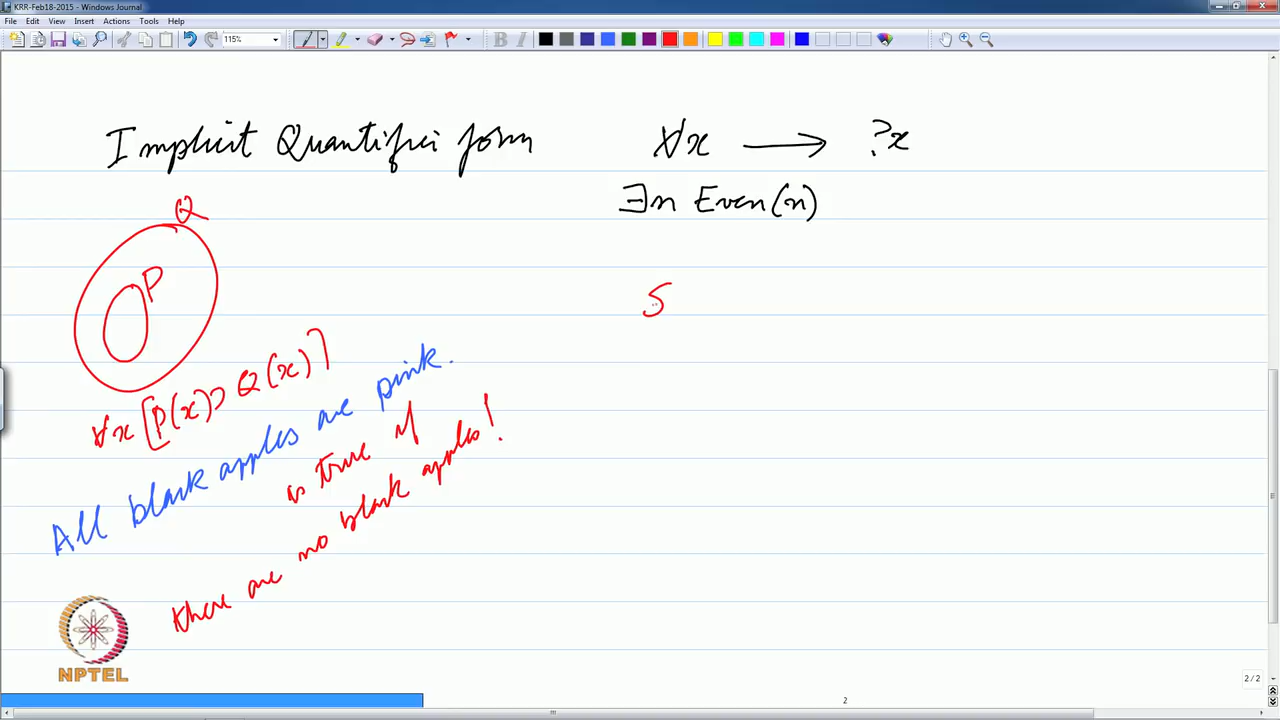 KRR-Feb18-2015 - Windows Journal
File Edit View Insert Actions Tools Help
115%
B I
Implicit Quantifier form ∀x → ?x
∃n Even(n)
Q
P
S
∀x [P(x) ⊃ Q(x)]
All black apples are pink.
is true if
there are no black apples!
NPTEL
2 / 2
2